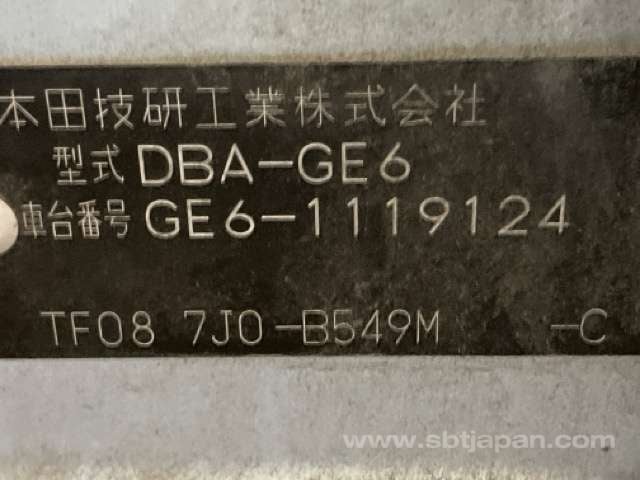 本田技研工業株式会社
型式 DBA-GE6
車台番号 GE6-1119124
TF08 7J0-B549M -C
www.sbtjapan.com